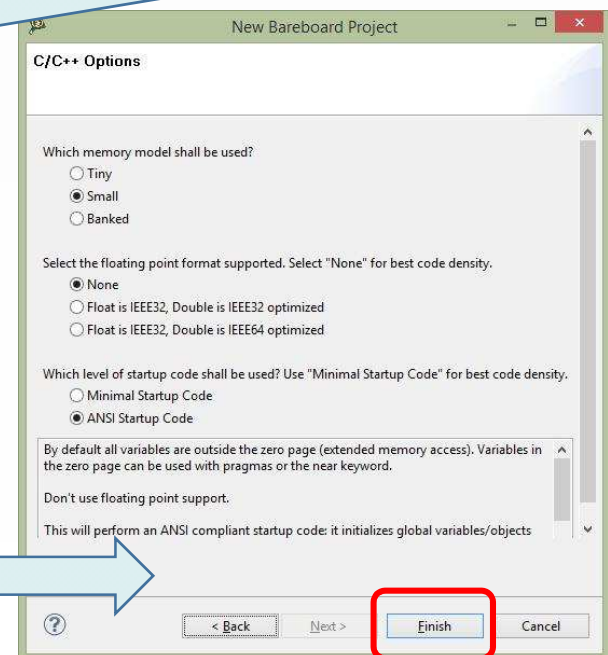 New Bareboard Project
C/C++ Options
Which memory model shall be used?
Tiny
Small
Banked
Select the floating point format supported. Select "None" for best code density.
None
Float is IEEE32, Double is IEEE32 optimized
Float is IEEE32, Double is IEEE64 optimized
Which level of startup code shall be used? Use "Minimal Startup Code" for best code density.
Minimal Startup Code
ANSI Startup Code
By default all variables are outside the zero page (extended memory access). Variables in
the zero page can be used with pragmas or the near keyword.
Don't use floating point support.
This will perform an ANSI compliant startup code: it initializes global variables/objects
< Back Next > Finish Cancel